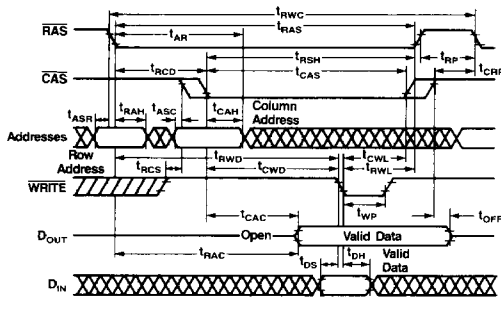 tRWC
RAS
tAR
tRAS
tRSH
tRP
tRCD
tCAS
tCRP
CAS
tASR
tRAH
tASC
tCAH
Column
Address
Addresses
Row
Address
tRWD
tCWL
tRCS
tCWD
tRWL
WRITE
tWP
tCAC
tOFF
DOUT
Open
Valid Data
tRAC
tDS
tDH
Valid
Data
DIN